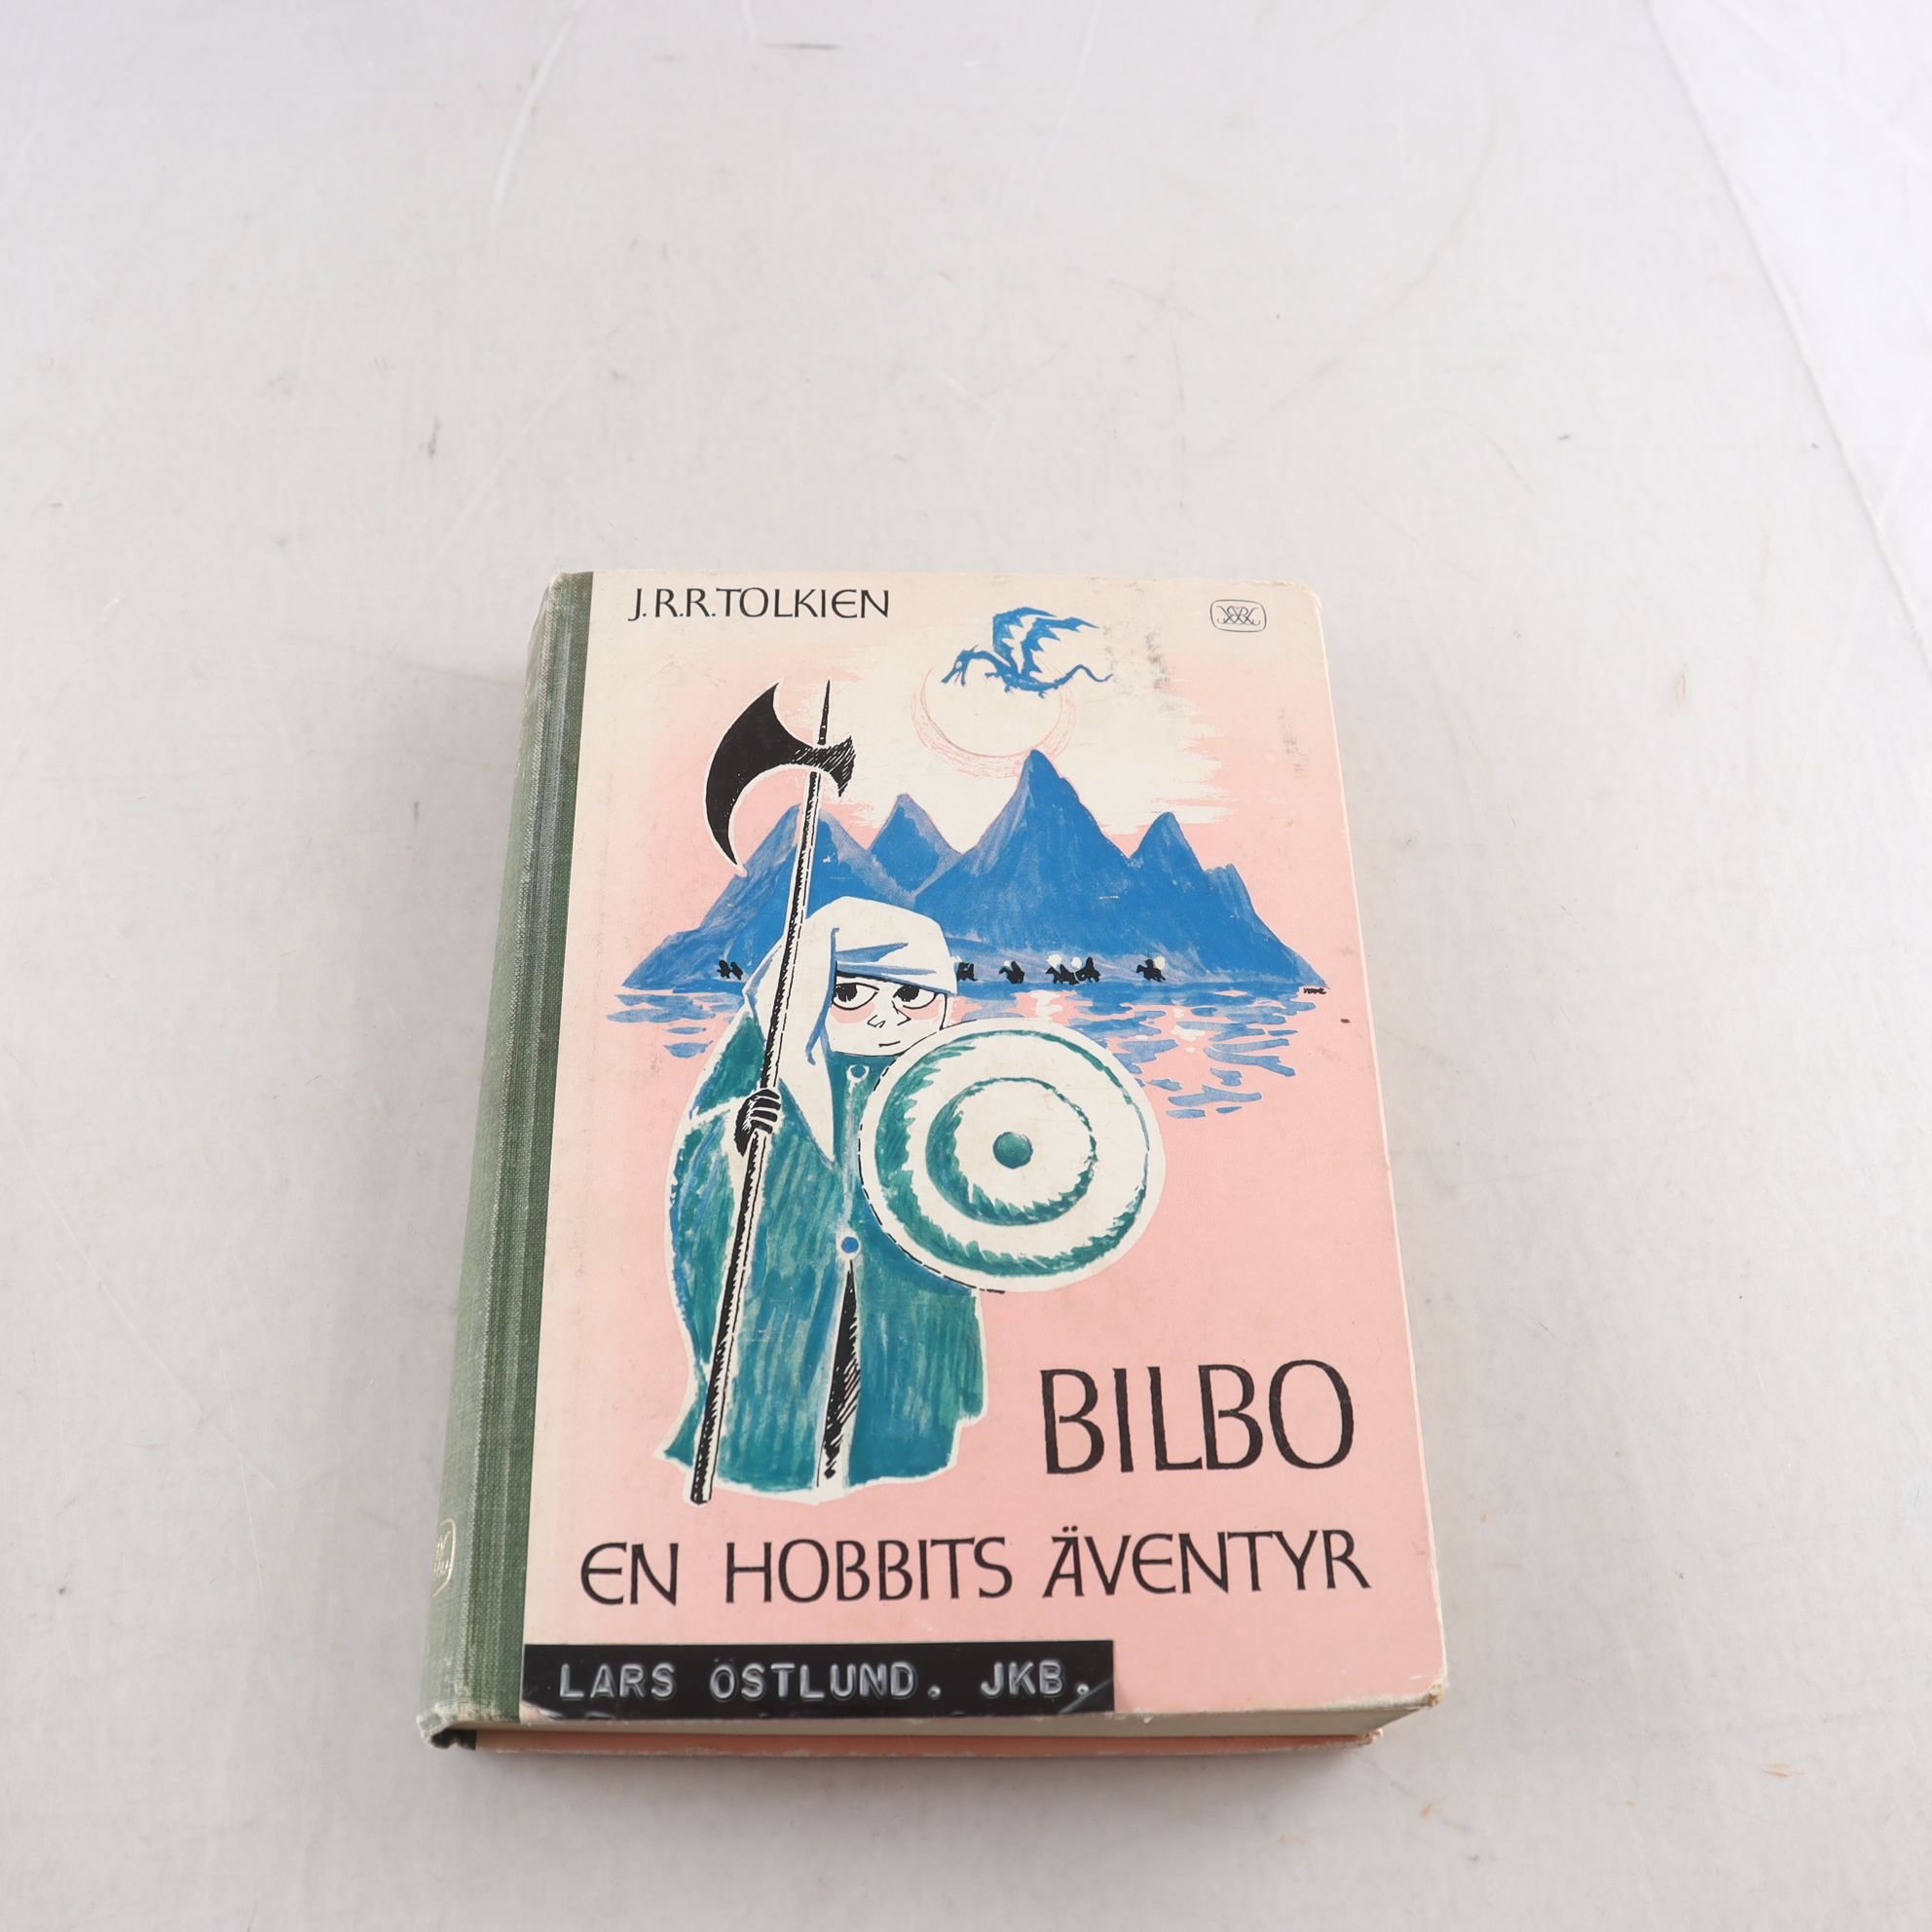 J.R.R.TOLKIEN
BILBO
EN HOBBITS ÄVENTYR
LARS ÖSTLUND. JKB.